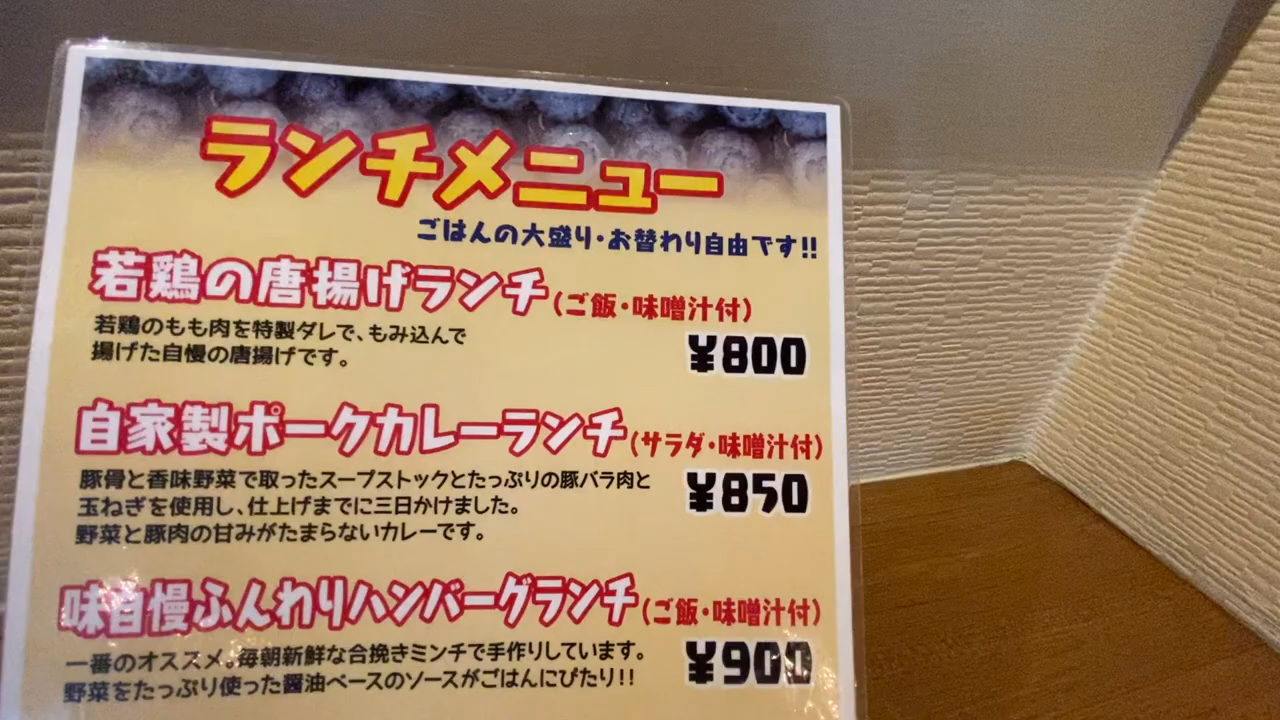 ランチメニュー
ごはんの大盛り・お替わり自由です!!
若鶏の唐揚げランチ(ご飯・味噌汁付)
若鶏のもも肉を特製ダレで、もみ込んで
揚げた自慢の唐揚げです。
¥800
自家製ポークカレーランチ(サラダ・味噌汁付)
豚骨と香味野菜で取ったスープストックとたっぷりの豚バラ肉と
玉ねぎを使用し、仕上げまでに三日かけました。
野菜と豚肉の甘みがたまらないカレーです。
¥850
味自慢ふんわりハンバーグランチ(ご飯・味噌汁付)
一番のオススメ。毎朝新鮮な合挽きミンチで手作りしています。
野菜をたっぷり使った醤油ベースのソースがごはんにぴたり!!
¥900